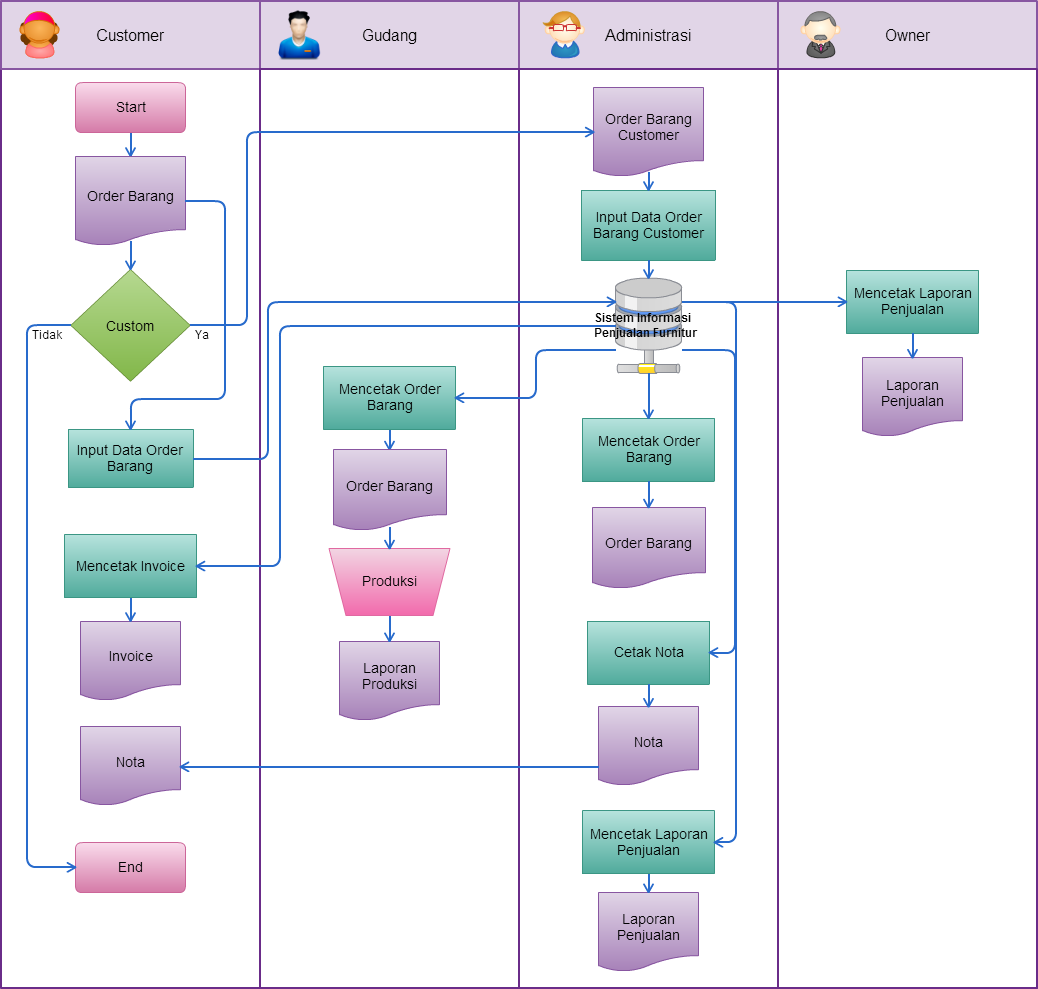 Customer
Gudang
Administrasi
Owner
Start
Order Barang
Custom
Tidak
Ya
Input Data Order
Barang
Mencetak Invoice
Invoice
Nota
End
Mencetak Order
Barang
Order Barang
Produksi
Laporan
Produksi
Order Barang
Customer
Input Data Order
Barang Customer
Sistem Informasi
Penjualan Furnitur
Mencetak Order
Barang
Order Barang
Cetak Nota
Nota
Mencetak Laporan
Penjualan
Laporan
Penjualan
Mencetak Laporan
Penjualan
Laporan
Penjualan